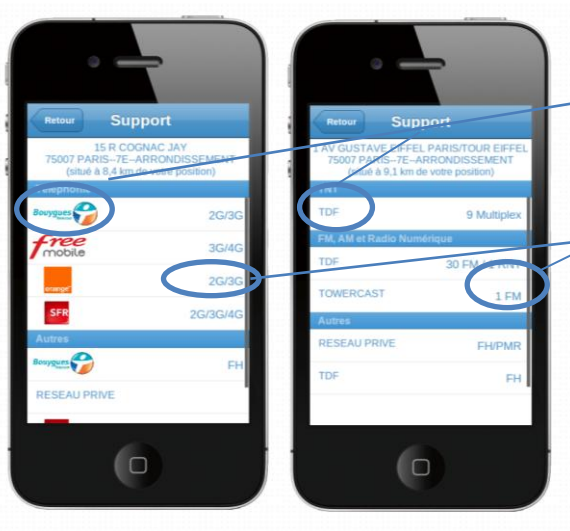 Retour Support
15 R COGNAC JAY
75007 PARIS--7E--ARRONDISSEMENT
(situé à 8,4 km de votre position)
Téléphonie
Bouygues 2G/3G
free mobile 3G/4G
orange 2G/3G
SFR 2G/3G/4G
Autres
Bouygues FH
RESEAU PRIVE
Retour Support
1 AV GUSTAVE EIFFEL PARIS/TOUR EIFFEL
75007 PARIS--7E--ARRONDISSEMENT
(situé à 9,1 km de votre position)
TNT
TDF 9 Multiplex
FM, AM et Radio Numérique
TDF 30 FM / RNT
TOWERCAST 1 FM
Autres
RESEAU PRIVE FH/PMR
TDF FH